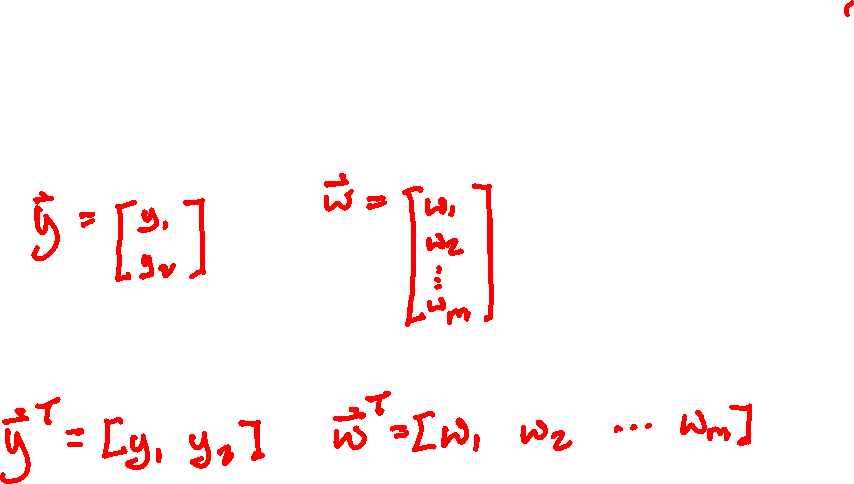 y⃗ = [y₁ y₂]
w⃗ = [w₁ w₂ ⋮ wₘ]
y⃗ᵀ = [y₁ y₂]
w⃗ᵀ = [w₁ w₂ ⋯ wₘ]